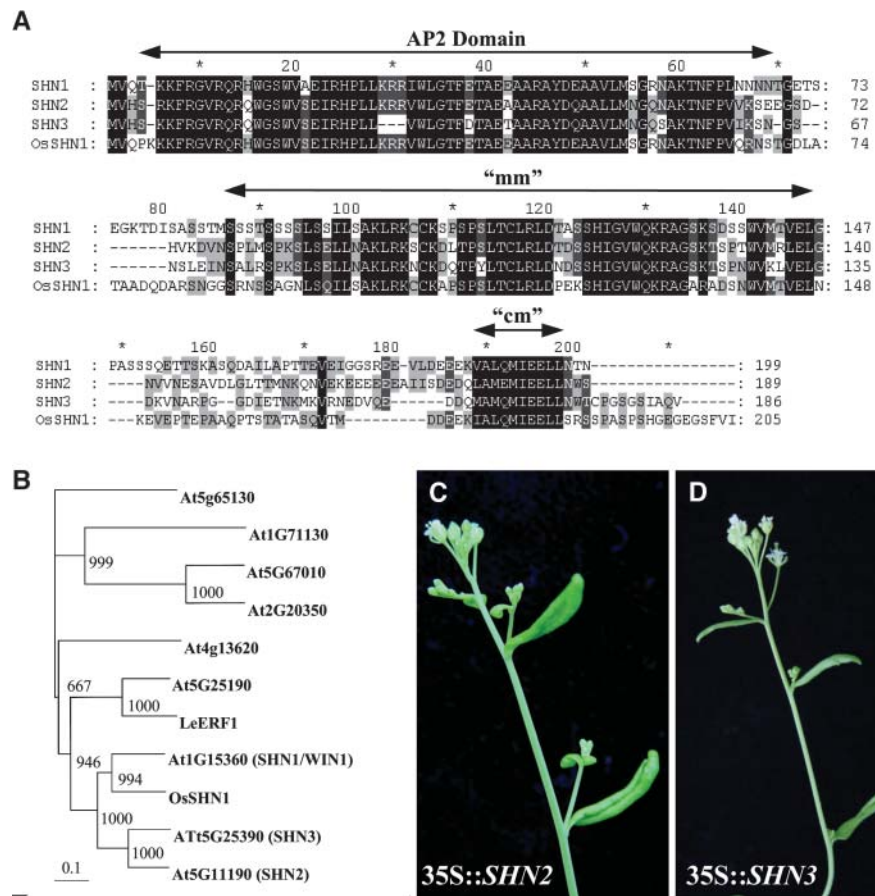 A
AP2 Domain
* 20 * 40 * 60 *
SHN1 : MVQT-KKFRGVRQRHWGSWVAEIRHPLLKRRIWLGTFETAEEAARAYDEAAVLMSGRNAKTNFPLNNNNTGETS : 73
SHN2 : MVHS-KKFRGVRQRQWGSWVSEIRHPLLKRRVWLGTFETAEAAARAYDQAAVLMNGQNAKTNFPVVKSEEGSD- : 72
SHN3 : MVHS-KKFRGVRQRQWGSWVSEIRHPLL---VWLGTFDTAETAARAYDQAAVLMNGQSAKTNFPVIKSN-GS-- : 67
OsSHN1: MVQPKKKFRGVRQRHWGSWVSEIRHPLLKRRVWLGTFETAEEAARAYDEAAVLMSGRNAKTNFPVQRNSTGDLA : 74
“mm”
80 * 100 * 120 * 140
SHN1 : EGKTDISASSTMSSSTSSSSLSSILSAKLRKCCKSPSPSLTCLRLDTASSHIGVWQKRAGSKSDSSWVMTVELG: 147
SHN2 : ------HVKDVNSPLMSPKSLSELLNAKLRKSCKDLTPSLTCLRLDTDSSHIGVWQKRAGSKTSPTWVMRLELG: 140
SHN3 : ------NSLEINSALRSPKSLSELLNAKLRKNCKDQTPYLTCLRLDNDSSHIGVWQKRAGSKTSPNWVKLVELG: 135
OsSHN1: TAADQDARSNGGSRNSSAGNLSQILSAKLRKCCKAPSPSLTCLRLDPEKSHIGVWQKRAGARADSNWVMTVELN: 148
“cm”
* 160 * 180 * 200 *
SHN1 : PASSSQETTSKASQDAILAPTTEVEIGGSREE-VLDEEEKVALQMIEELLNTN---------------- : 199
SHN2 : ----NVVNESAVDLGLTTMNKQNVEKEEEEEEAIISDEDQLAMEMIEELLNWS---------------- : 189
SHN3 : ----DKVNARPG--GDIETNKMKVRNEDVQE-----DDQMAMQMIEELLNWTCPGSGSIAQV----- : 186
OsSHN1: ----KEVEPTEPAAQPTSTATASQVTM------DDEEKIALQMIEELLSRSSPASPSHGEGEGSFVI : 205
B
C
D
At5g65130
At1G71130
999
At5G67010
1000
At2G20350
At4g13620
667
At5G25190
1000
LeERF1
946
At1G15360 (SHN1/WIN1)
994
OsSHN1
1000
ATt5G25390 (SHN3)
1000
At5G11190 (SHN2)
0.1
35S::SHN2
35S::SHN3